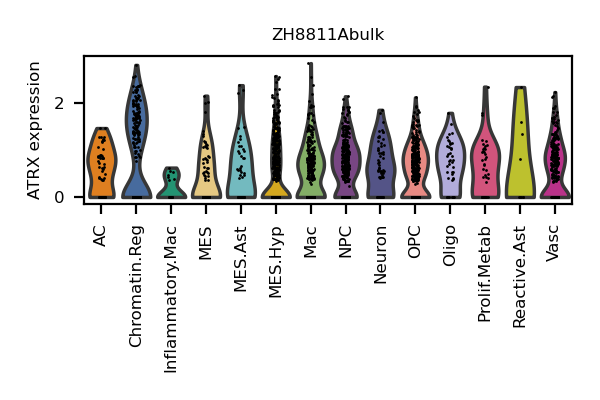 ZH8811Abulk
ATRX expression
2
0
AC
Chromatin.Reg
Inflammatory.Mac
MES
MES.Ast
MES.Hyp
Mac
NPC
Neuron
OPC
Oligo
Prolif.Metab
Reactive.Ast
Vasc